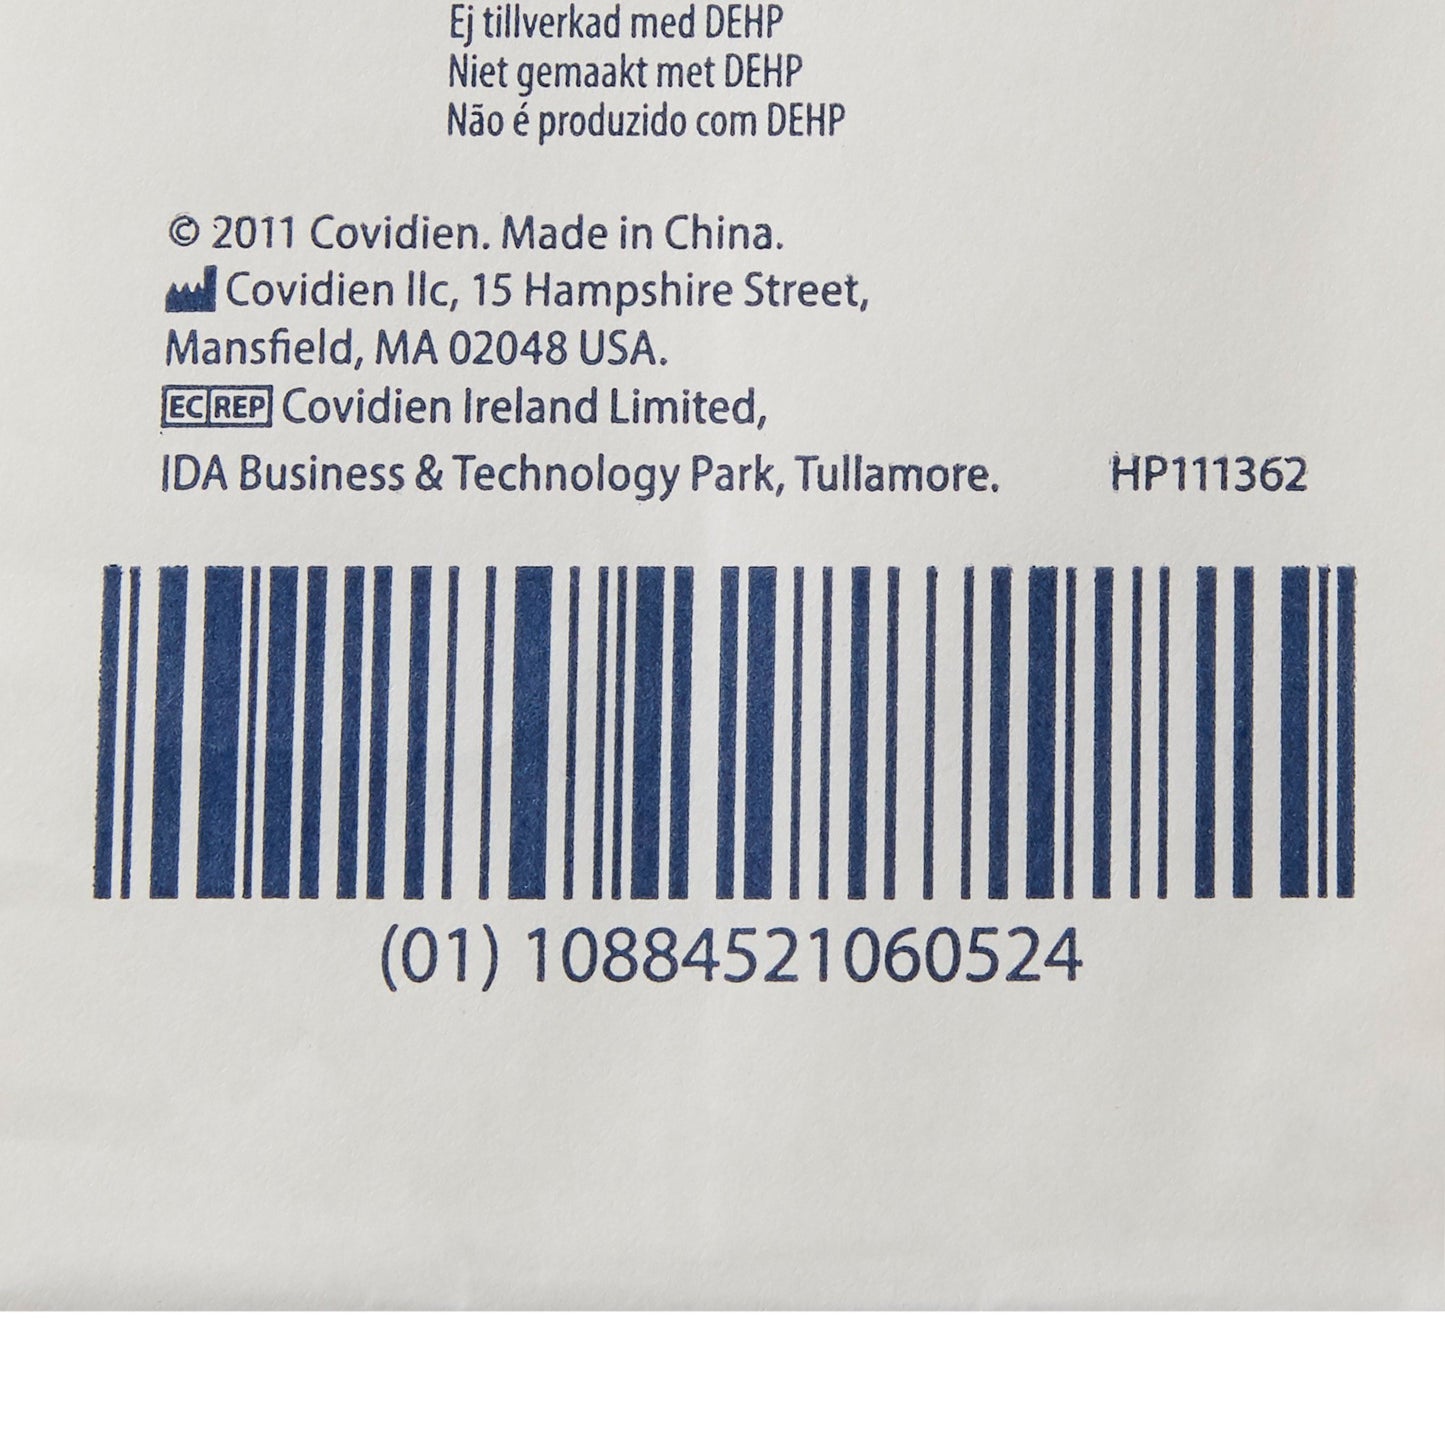 Ej tillverkad med DEHP
Niet gemaakt met DEHP
Não é produzido com DEHP
© 2011 Covidien. Made in China.
Covidien llc, 15 Hampshire Street,
Mansfield, MA 02048 USA.
EC REP Covidien Ireland Limited,
IDA Business & Technology Park, Tullamore. HP111362
(01) 10884521060524